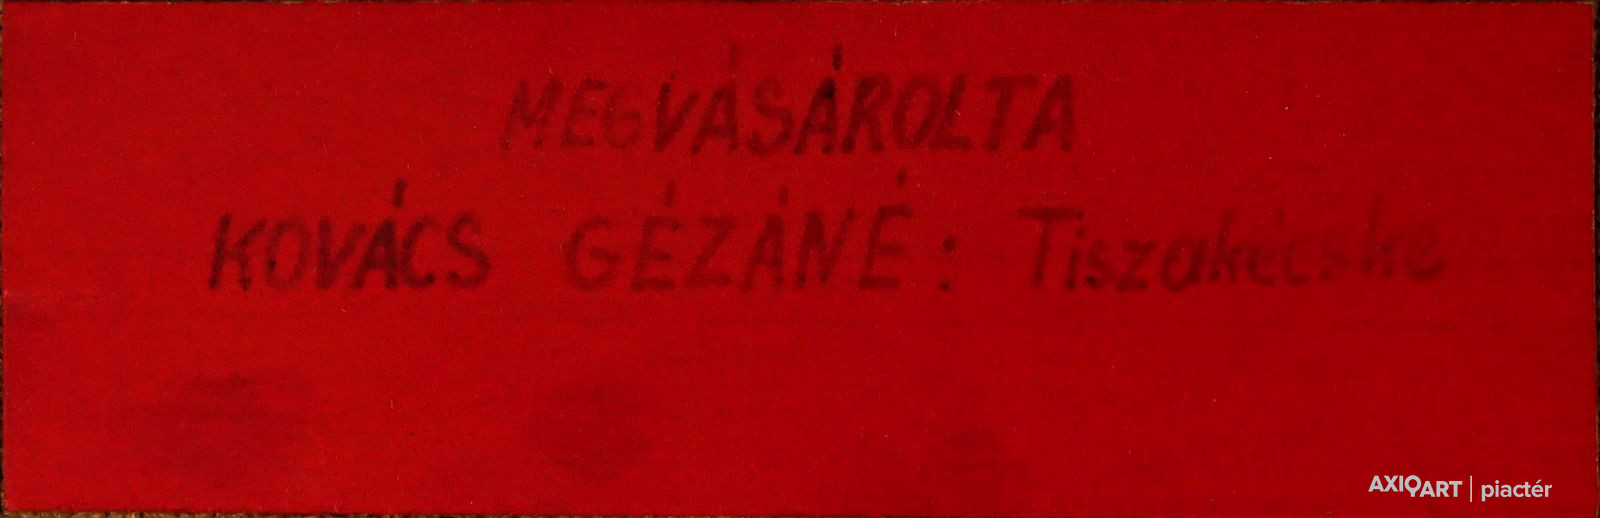 MEGVÁSÁROLTA
KOVÁCS GÉZÁNÉ: Tiszakécske
AXIOART | piactér